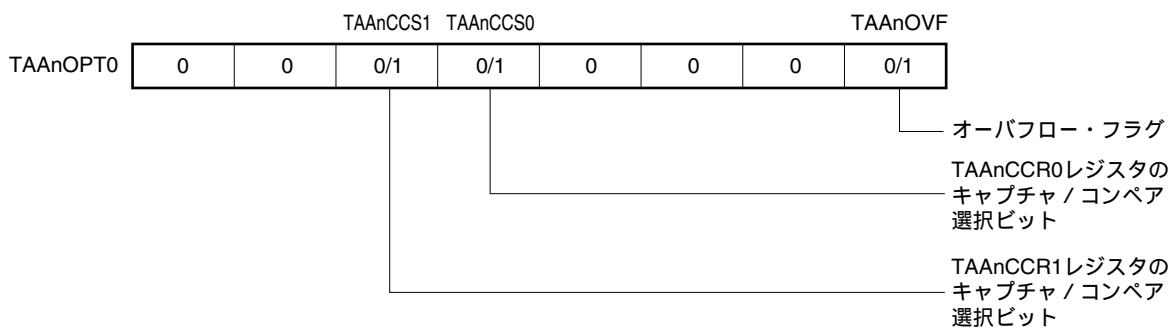 TAAnCCS1 TAAnCCS0 TAAnOVF
TAAnOPT0 0 0 0/1 0/1 0 0 0 0/1
オーバフロー・フラグ
TAAnCCR0レジスタの
キャプチャ／コンペア
選択ビット
TAAnCCR1レジスタの
キャプチャ／コンペア
選択ビット